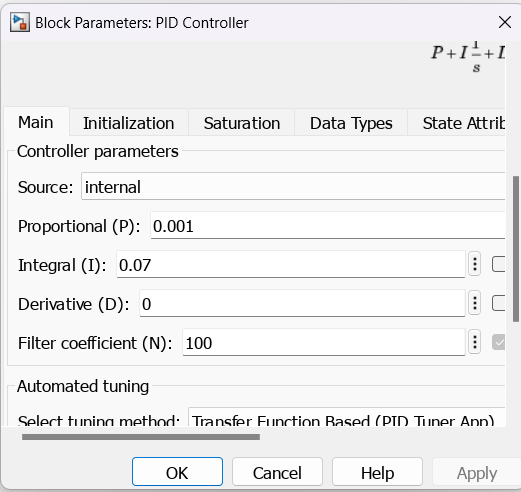 Block Parameters: PID Controller
P + I 1/s + D
Main Initialization Saturation Data Types State Attrib
Controller parameters
Source: internal
Proportional (P): 0.001
Integral (I): 0.07
Derivative (D): 0
Filter coefficient (N): 100
Automated tuning
Select tuning method: Transfer Function Based (PID Tuner App)
OK Cancel Help Apply